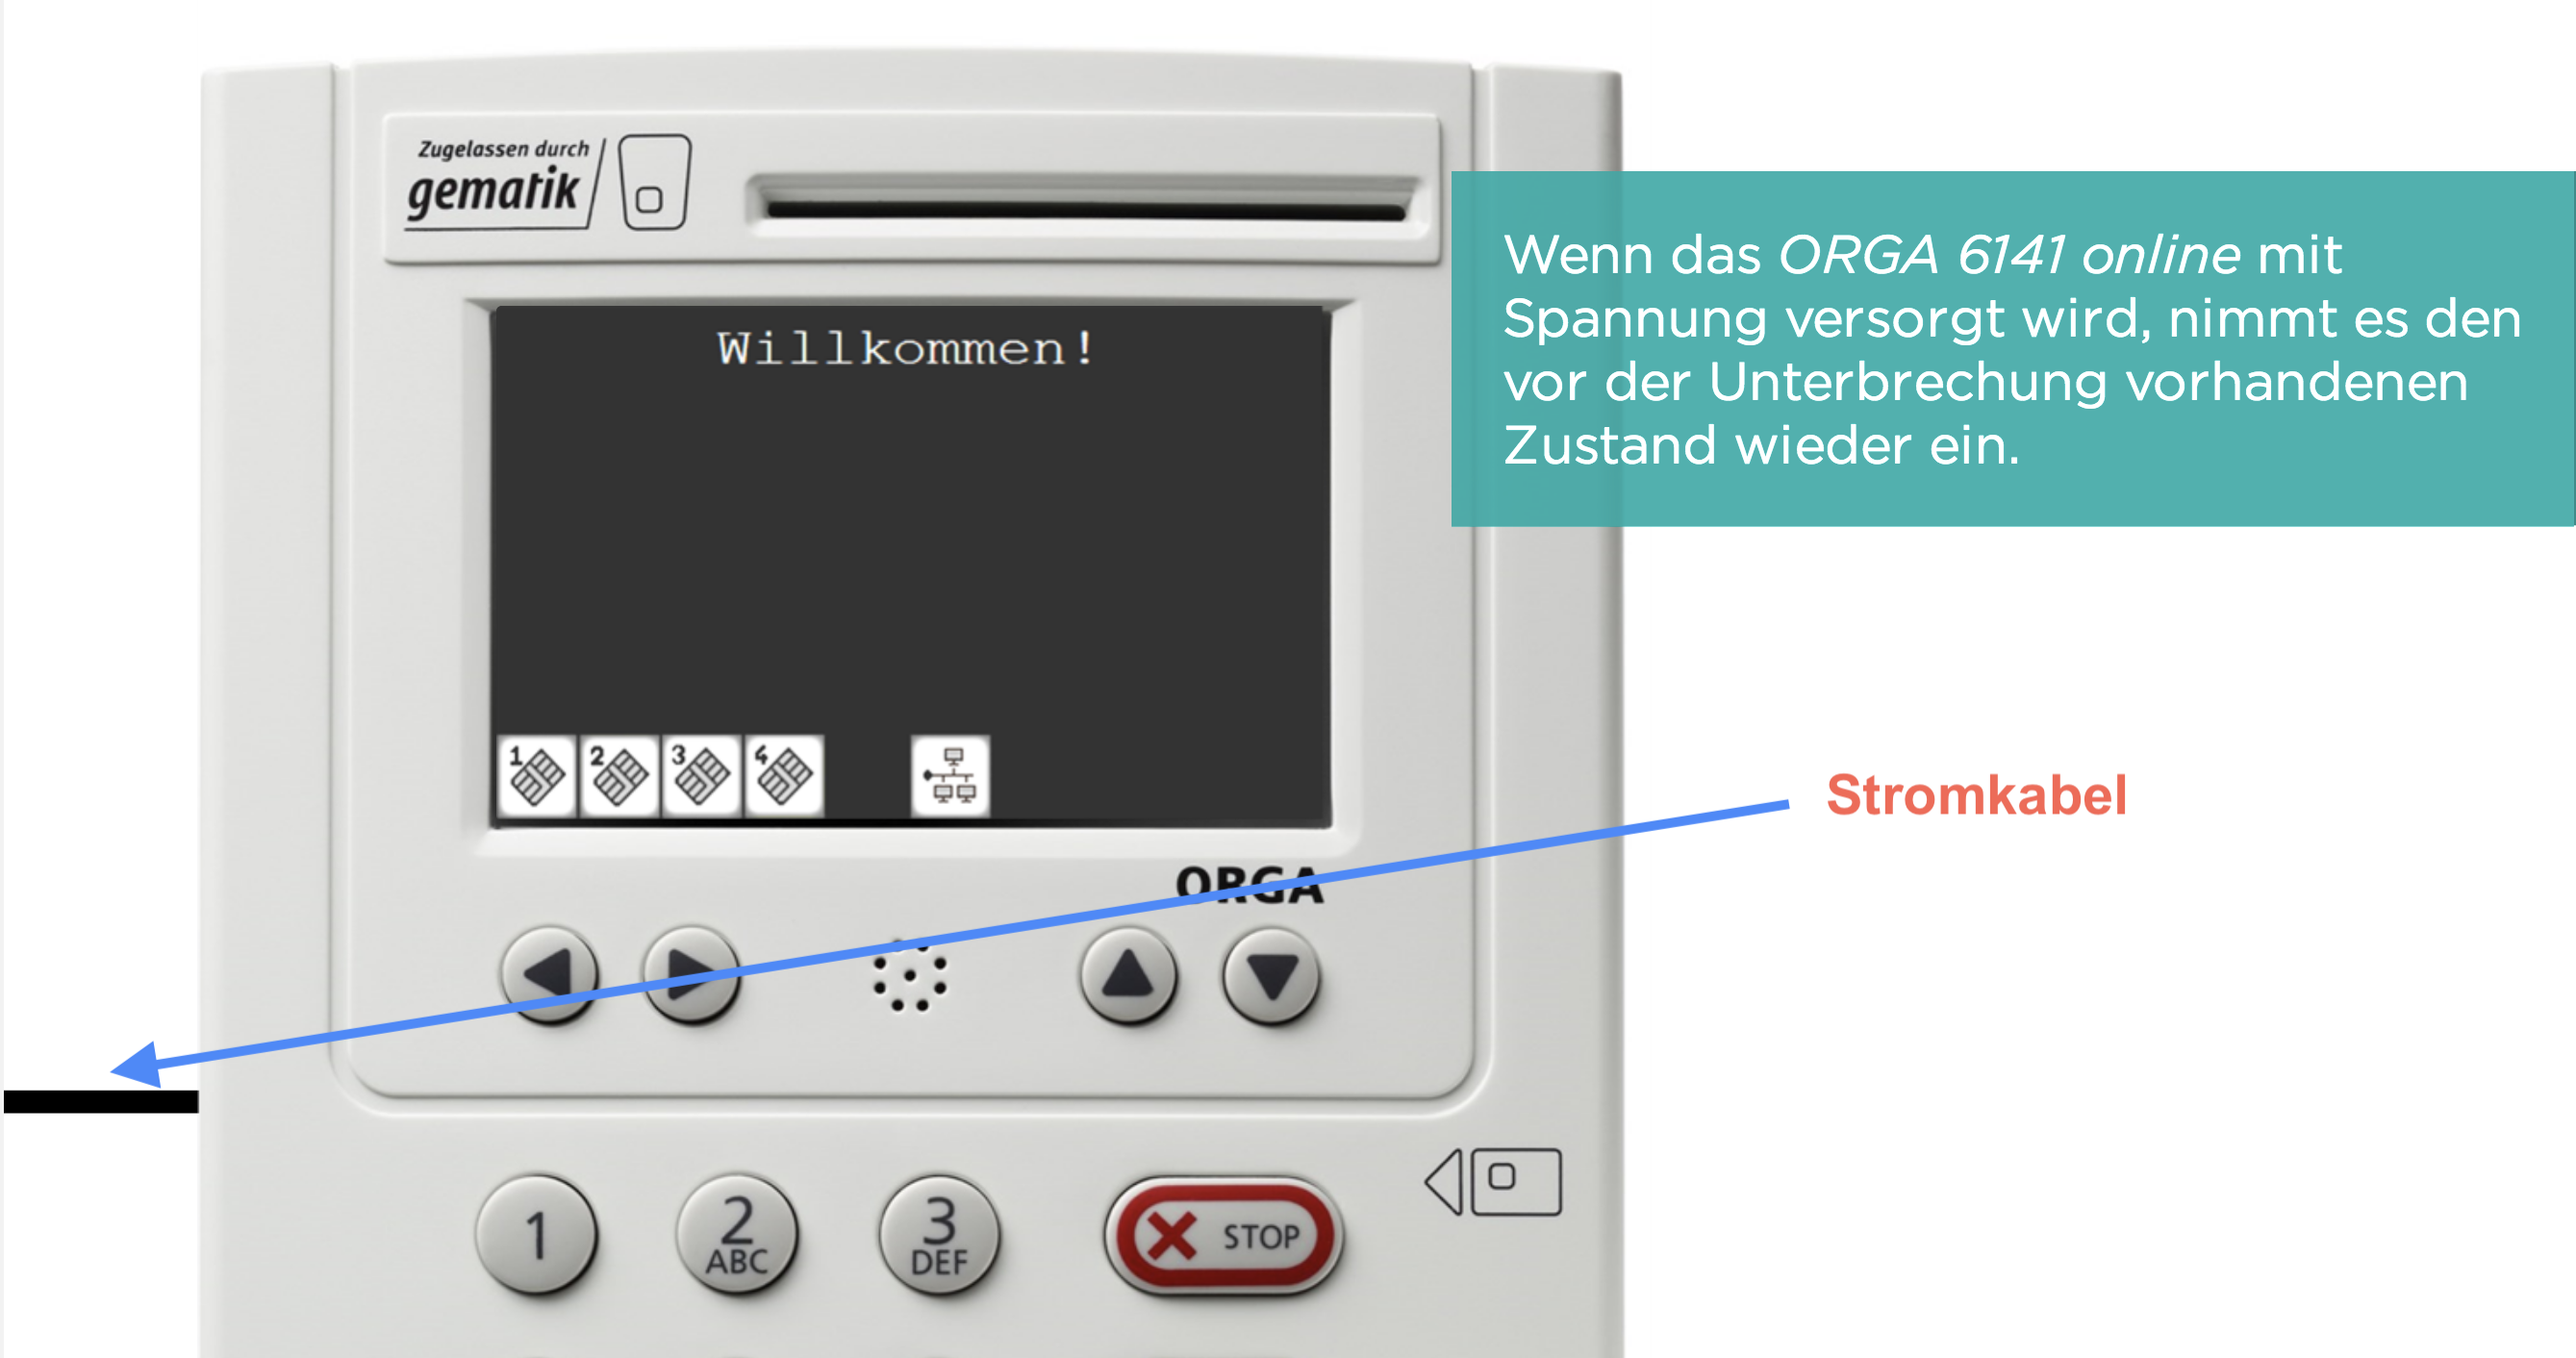 Zugelassen durch
gematik
Wenn das ORGA 6141 online mit
Spannung versorgt wird, nimmt es den
vor der Unterbrechung vorhandenen
Zustand wieder ein.
Willkommen!
1 2 3 4
Stromkabel
ORGA
1 2 3 STOP
ABC DEF